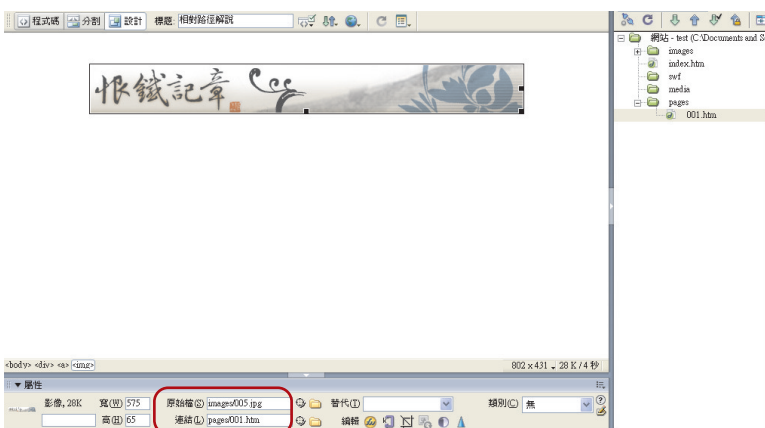 程式碼 分割 設計 標題: 相對路徑解說
網站 - test (C:\Documents and S
images
index.htm
swf
media
pages
001.htm
恨鐵記章
<body> <div> <a> <img>
802 x 431 28 K / 4 秒
屬性
影像, 28K 寬(W) 575 原始檔(S) images/005.jpg 替代(T) 類別(C) 無
高(H) 65 連結(L) pages/001.htm 編輯